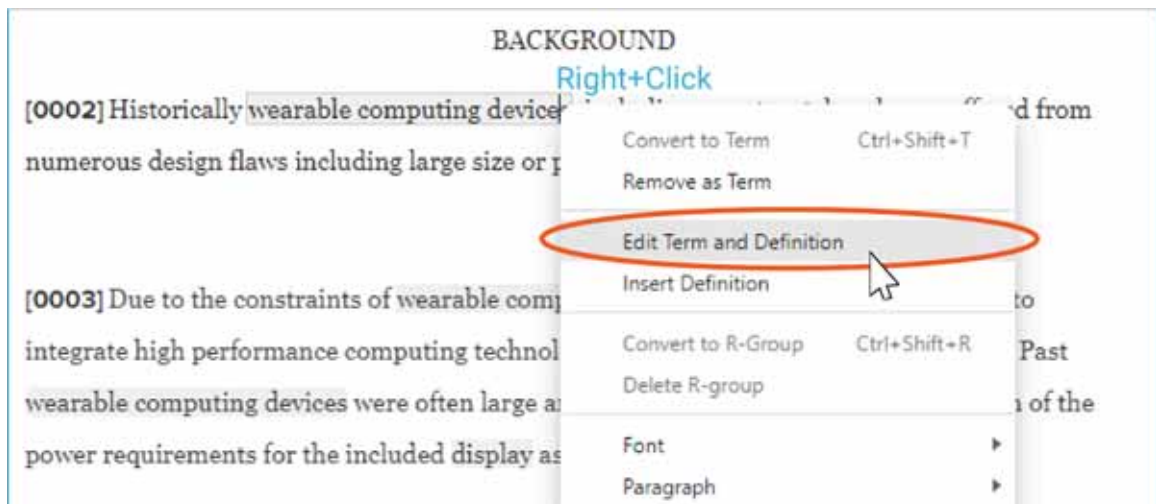 BACKGROUND
Right+Click
[0002] Historically wearable computing device d from
numerous design flaws including large size or
[0003] Due to the constraints of wearable com to
integrate high performance computing technol Past
wearable computing devices were often large a of the
power requirements for the included display as
Convert to Term Ctrl+Shift+T
Remove as Term
Edit Term and Definition
Insert Definition
Convert to R-Group Ctrl+Shift+R
Delete R-group
Font
Paragraph